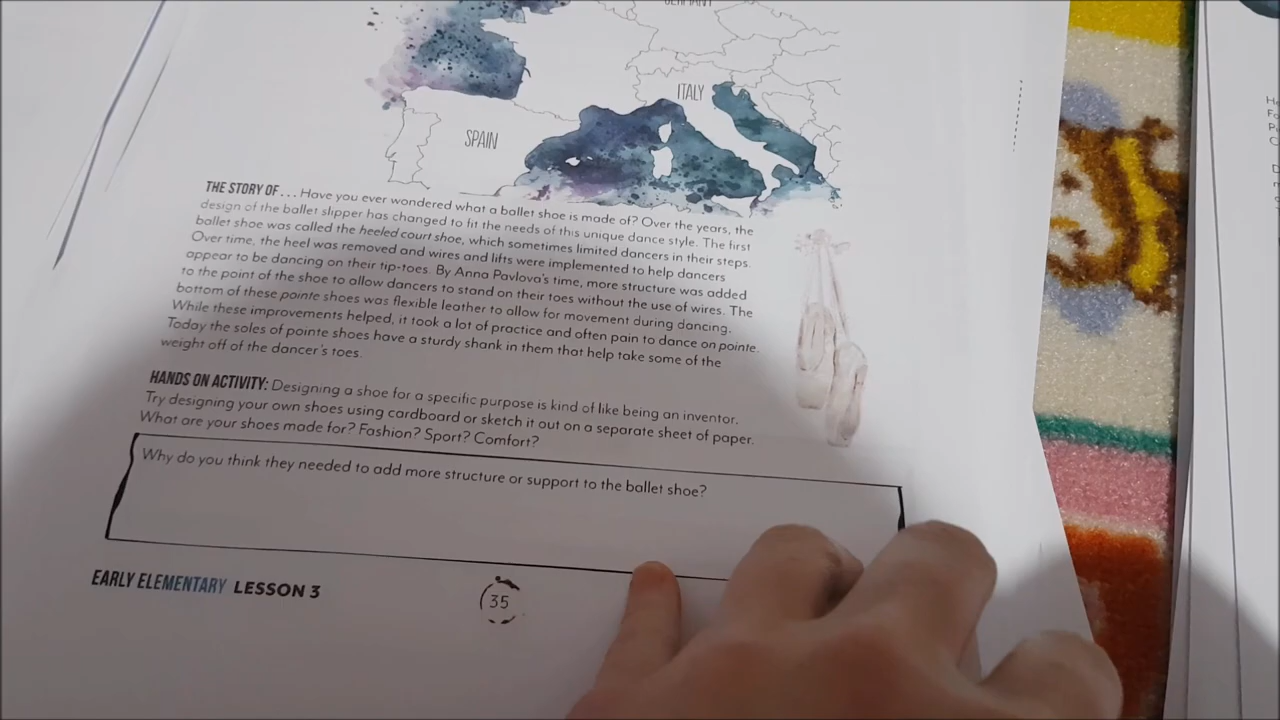 ITALY
SPAIN
THE STORY OF . . . Have you ever wondered what a ballet shoe is made of? Over the years, the
design of the ballet slipper has changed to fit the needs of this unique dance style. The first
ballet shoe was called the heeled court shoe, which sometimes limited dancers in their steps.
Over time, the heel was removed and wires and lifts were implemented to help dancers
appear to be dancing on their tip-toes. By Anna Pavlova's time, more structure was added
to the point of the shoe to allow dancers to stand on their toes without the use of wires. The
bottom of these pointe shoes was flexible leather to allow for movement during dancing.
While these improvements helped, it took a lot of practice and often pain to dance on pointe.
Today the soles of pointe shoes have a sturdy shank in them that help take some of the
weight off of the dancer's toes.
HANDS ON ACTIVITY: Designing a shoe for a specific purpose is kind of like being an inventor.
Try designing your own shoes using cardboard or sketch it out on a separate sheet of paper.
What are your shoes made for? Fashion? Sport? Comfort?
Why do you think they needed to add more structure or support to the ballet shoe?
EARLY ELEMENTARY LESSON 3
35